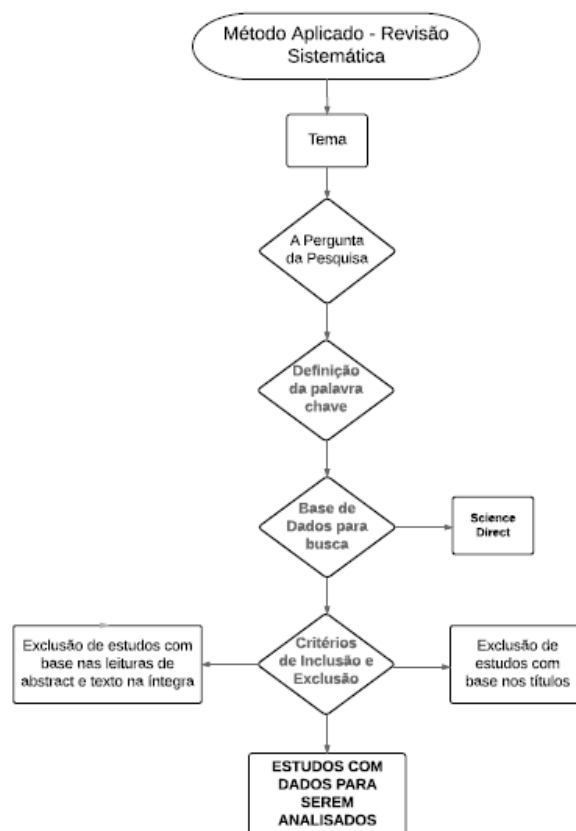 Método Aplicado - Revisão
Sistemática
Tema
A Pergunta
da Pesquisa
Definição
da palavra
chave
Base de
Dados para
busca
Science
Direct
Exclusão de estudos com
base nas leituras de
abstract e texto na íntegra
Critérios
de Inclusão e
Exclusão
Exclusão de
estudos com
base nos títulos
ESTUDOS COM
DADOS PARA
SEREM
ANALISADOS